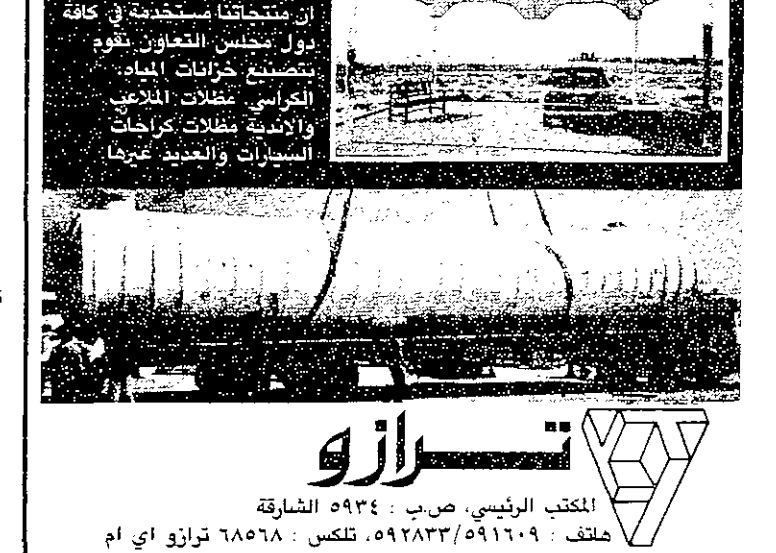 ان منتجاتنا مستخدمة في كافة
دول مجلس التعاون نقوم
بتصنيع خزانات المياه،
الكراسي، مظلات الملاعب
والاندية مظلات كراجات
السيارات والعديد غيرها
ترازو
المكتب الرئيسي، ص.ب : ٥٩٣٤ الشارقة
هاتف : ٥٩٢٨٣٣/٥٩١٦٠٩، تلكس : ٦٨٥٦٨ ترازو اي ام